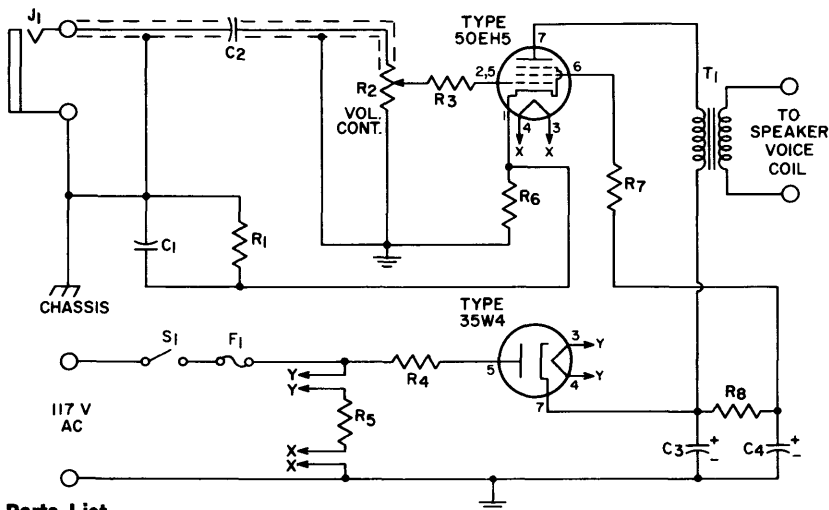 J1
C2
TYPE
50EH5
7
2,5
6
1
4
3
X
X
R2
VOL.
CONT.
R3
T1
TO
SPEAKER
VOICE
COIL
R7
R6
C1
R1
CHASSIS
TYPE
35W4
S1
F1
R4
5
3
Y
4
Y
7
Y
Y
R5
X
X
117 V
AC
R8
C3
+
-
C4
+
-
Parts List